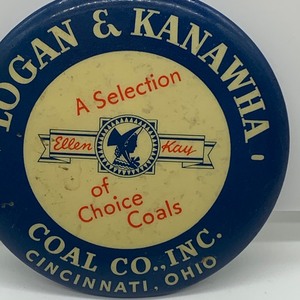 LOGAN & KANAWHA
A Selection
Ellen Kay
of
Choice
Coals
COAL CO., INC.
CINCINNATI, OHIO